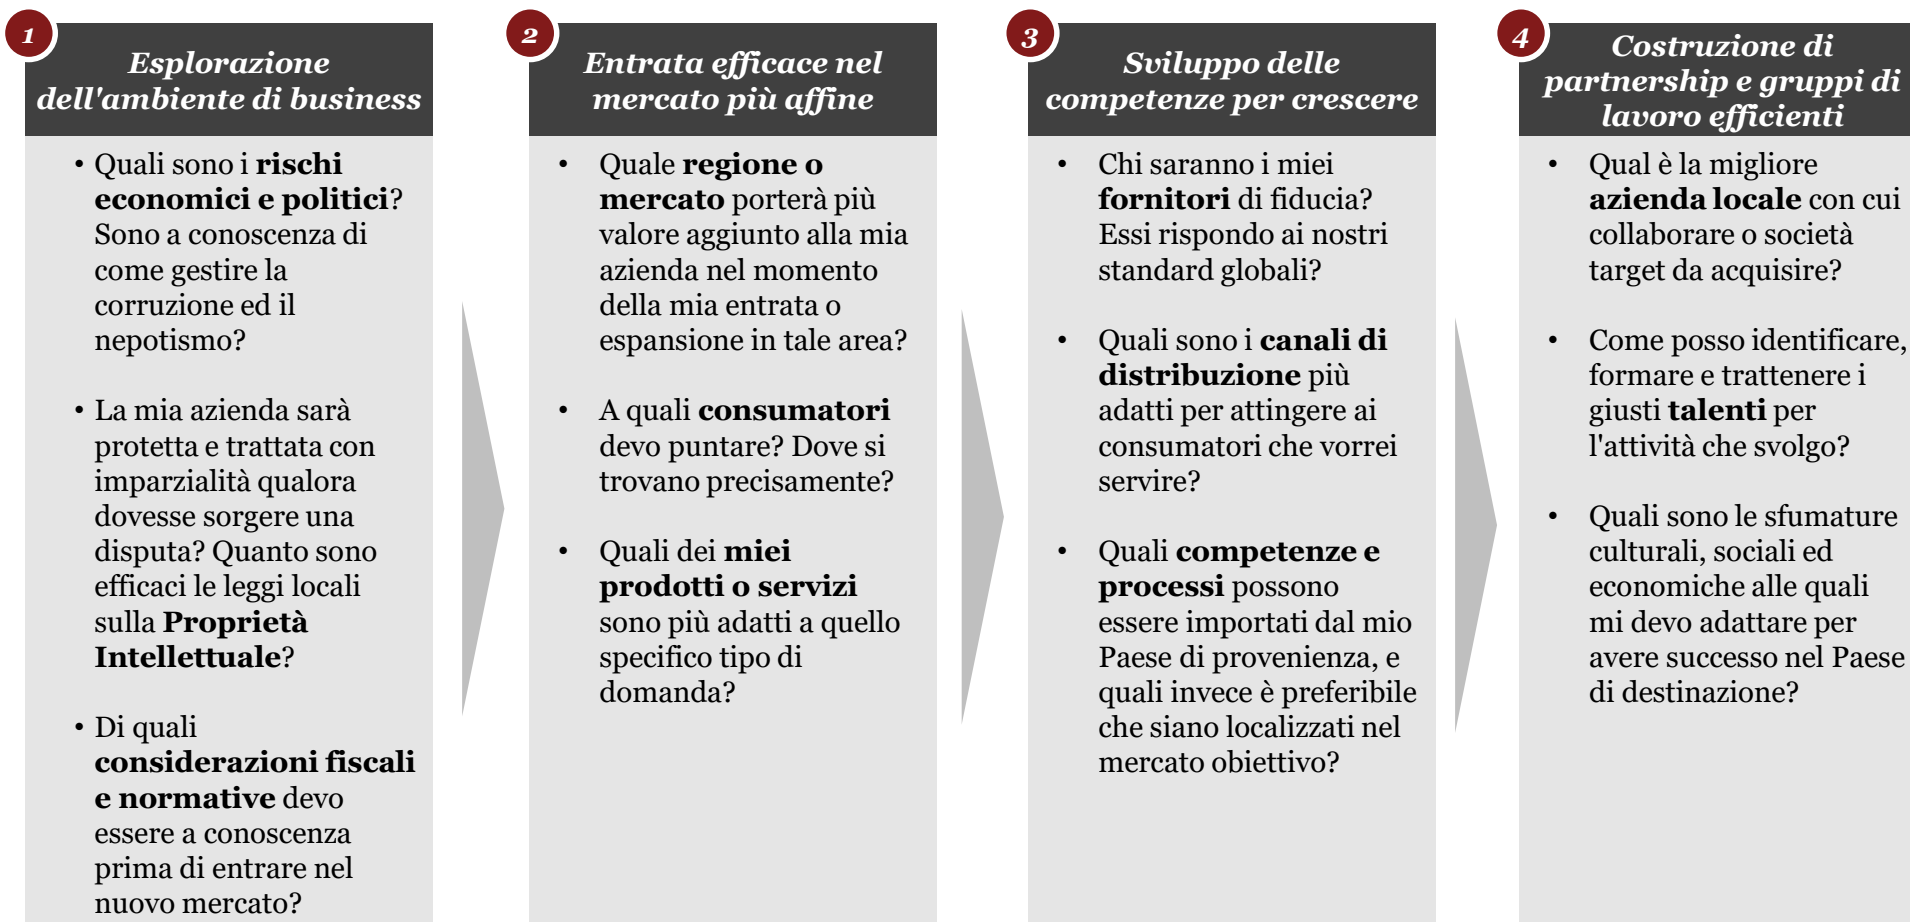 1
Esplorazione
dell'ambiente di business
• Quali sono i rischi
economici e politici?
Sono a conoscenza di
come gestire la
corruzione ed il
nepotismo?
• La mia azienda sarà
protetta e trattata con
imparzialità qualora
dovesse sorgere una
disputa? Quanto sono
efficaci le leggi locali
sulla Proprietà
Intellettuale?
• Di quali
considerazioni fiscali
e normative devo
essere a conoscenza
prima di entrare nel
nuovo mercato?
2
Entrata efficace nel
mercato più affine
• Quale regione o
mercato porterà più
valore aggiunto alla mia
azienda nel momento
della mia entrata o
espansione in tale area?
• A quali consumatori
devo puntare? Dove si
trovano precisamente?
• Quali dei miei
prodotti o servizi
sono più adatti a quello
specifico tipo di
domanda?
3
Sviluppo delle
competenze per crescere
• Chi saranno i miei
fornitori di fiducia?
Essi rispondo ai nostri
standard globali?
• Quali sono i canali di
distribuzione più
adatti per attingere ai
consumatori che vorrei
servire?
• Quali competenze e
processi possono
essere importati dal mio
Paese di provenienza, e
quali invece è preferibile
che siano localizzati nel
mercato obiettivo?
4
Costruzione di
partnership e gruppi di
lavoro efficienti
• Qual è la migliore
azienda locale con cui
collaborare o società
target da acquisire?
• Come posso identificare,
formare e trattenere i
giusti talenti per
l'attività che svolgo?
• Quali sono le sfumature
culturali, sociali ed
economiche alle quali
mi devo adattare per
avere successo nel Paese
di destinazione?